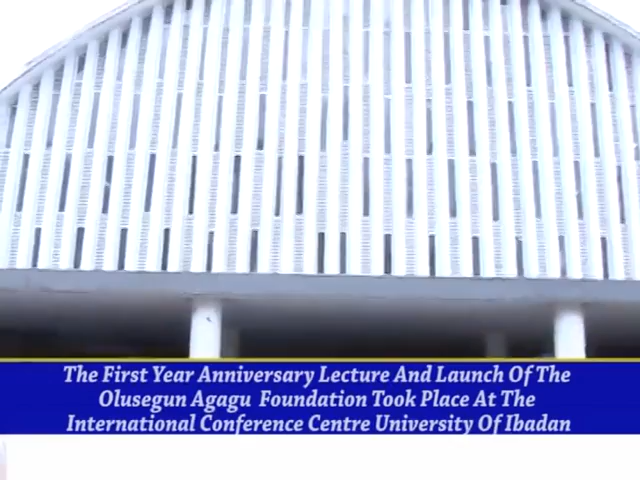 The First Year Anniversary Lecture And Launch Of The
Olusegun Agagu Foundation Took Place At The
International Conference Centre University Of Ibadan